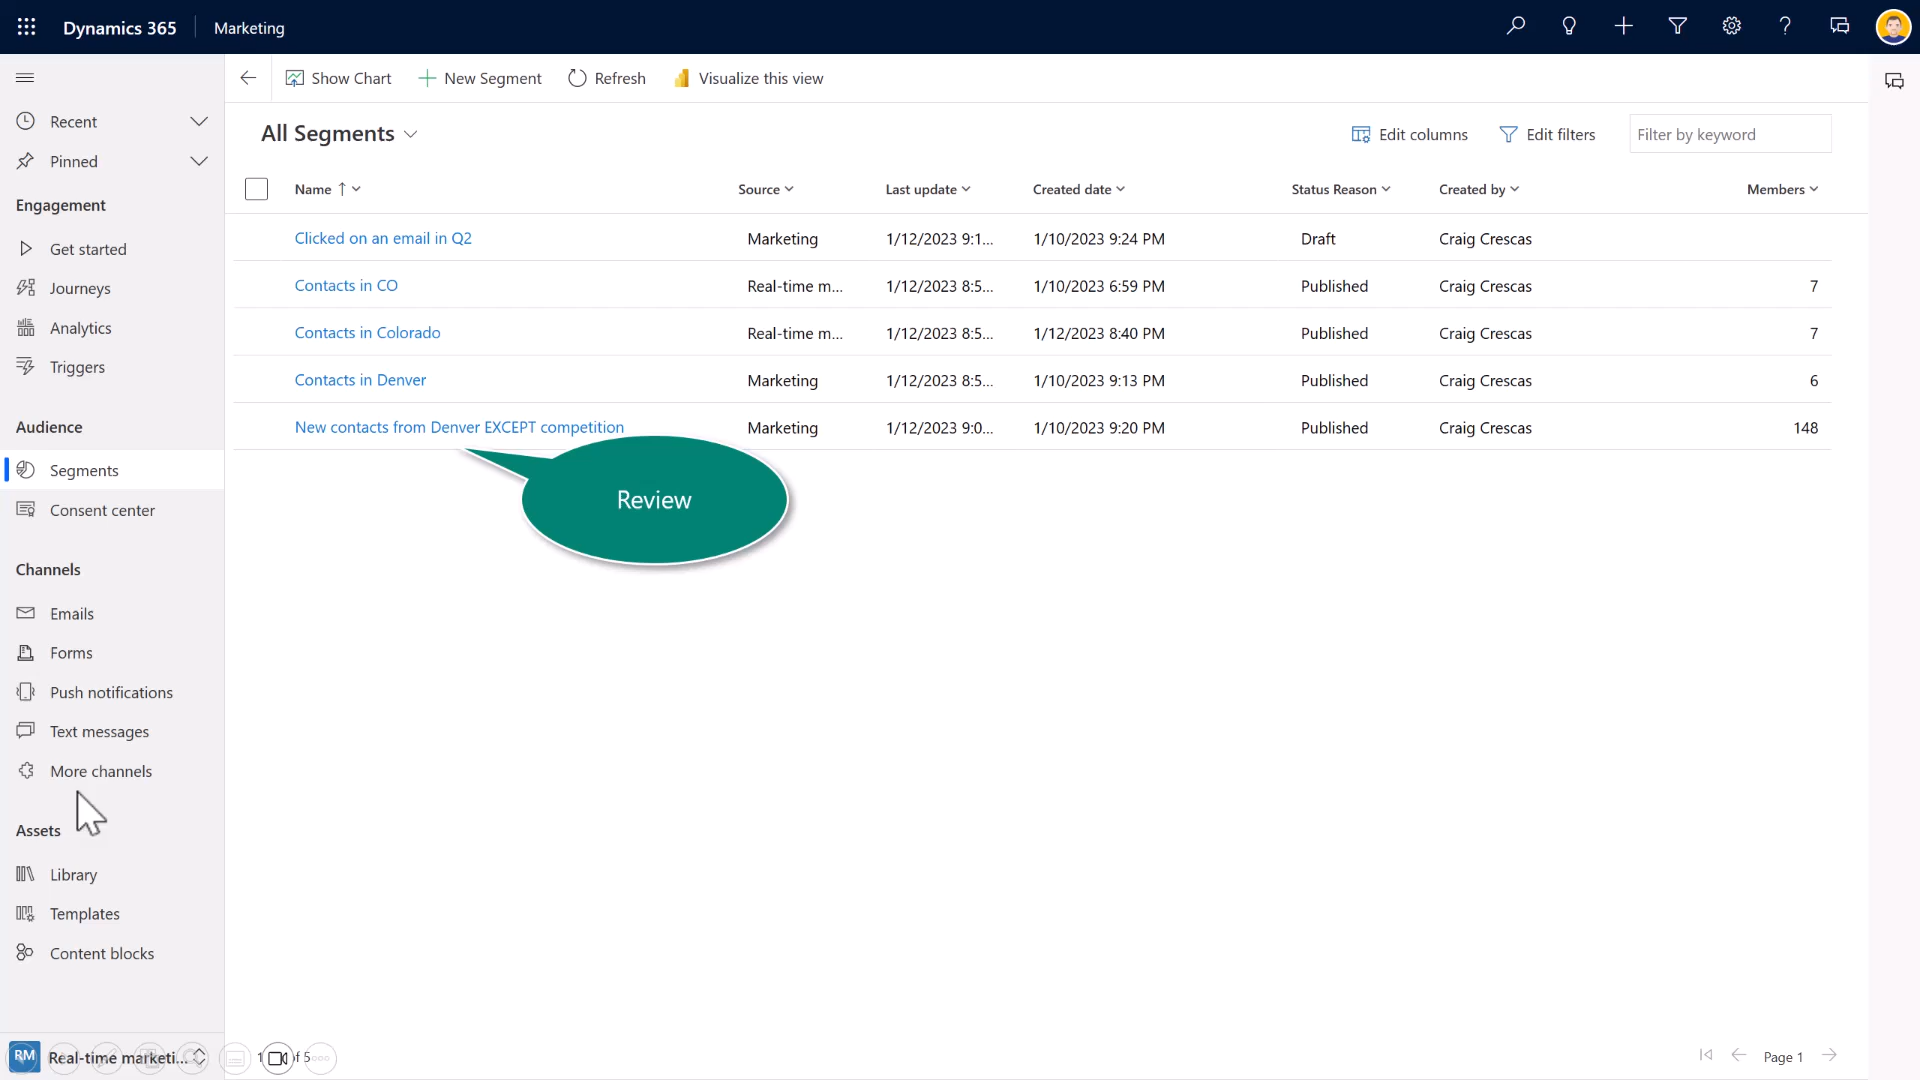 Dynamics 365 Marketing
Show Chart New Segment Refresh Visualize this view
Recent
Pinned
Engagement
Get started
Journeys
Analytics
Triggers
Audience
Segments
Consent center
Channels
Emails
Forms
Push notifications
Text messages
More channels
Assets
Library
Templates
Content blocks
RM Real-time marketi...
All Segments Edit columns Edit filters Filter by keyword
Name Source Last update Created date Status Reason Created by Members
Clicked on an email in Q2 Marketing 1/12/2023 9:1... 1/10/2023 9:24 PM Draft Craig Crescas
Contacts in CO Real-time m... 1/12/2023 8:5... 1/10/2023 6:59 PM Published Craig Crescas 7
Contacts in Colorado Real-time m... 1/12/2023 8:5... 1/12/2023 8:40 PM Published Craig Crescas 7
Contacts in Denver Marketing 1/12/2023 8:5... 1/10/2023 9:13 PM Published Craig Crescas 6
New contacts from Denver EXCEPT competition Marketing 1/12/2023 9:0... 1/10/2023 9:20 PM Published Craig Crescas 148
Review
of 5 Page 1